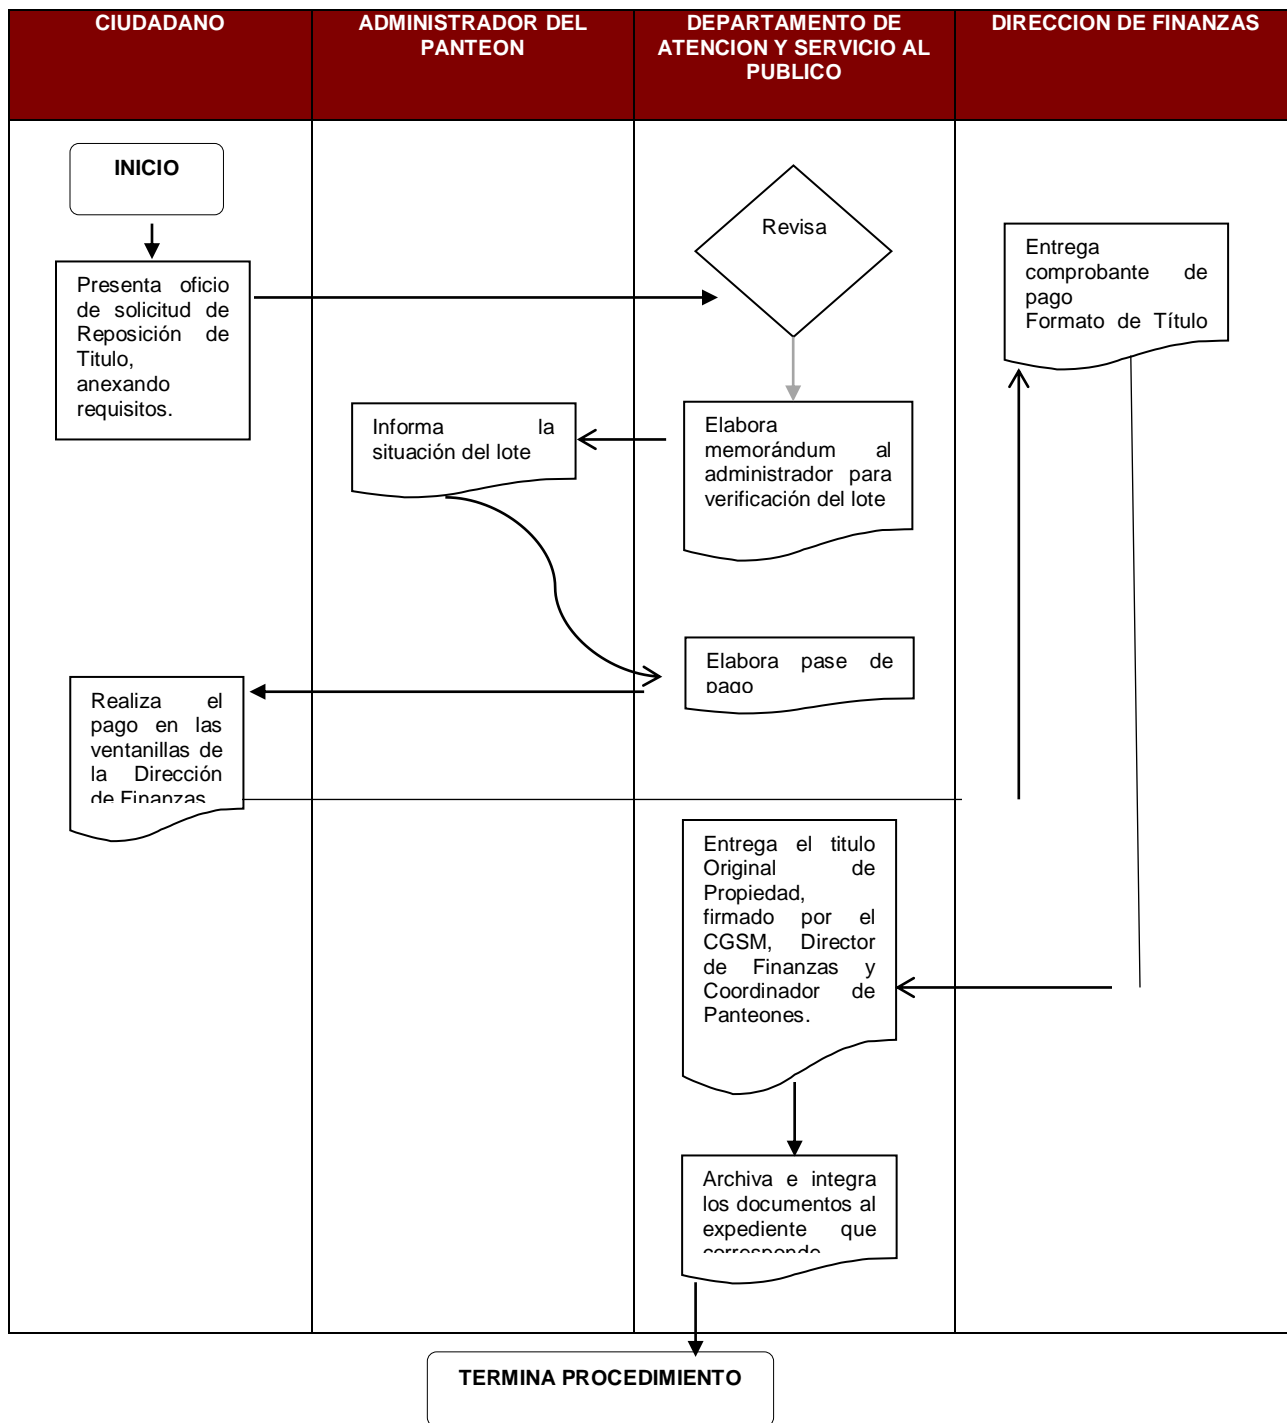 CIUDADANO
ADMINISTRADOR DEL
PANTEON
DEPARTAMENTO DE
ATENCION Y SERVICIO AL
PUBLICO
DIRECCION DE FINANZAS
INICIO
Presenta oficio
de solicitud de
Reposición de
Titulo,
anexando
requisitos.
Revisa
Entrega
comprobante de
pago
Formato de Título
Informa la
situación del lote
Elabora
memorándum al
administrador para
verificación del lote
Elabora pase de
pago
Realiza el
pago en las
ventanillas de
la Dirección
de Finanzas
Entrega el titulo
Original de
Propiedad,
firmado por el
CGSM, Director
de Finanzas y
Coordinador de
Panteones.
Archiva e integra
los documentos al
expediente que
corresponde
TERMINA PROCEDIMIENTO